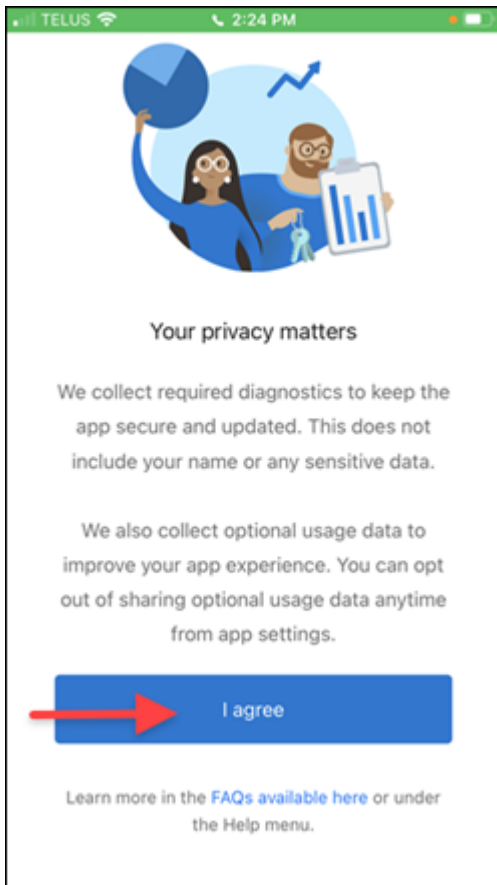 TELUS 2:24 PM
Your privacy matters
We collect required diagnostics to keep the
app secure and updated. This does not
include your name or any sensitive data.
We also collect optional usage data to
improve your app experience. You can opt
out of sharing optional usage data anytime
from app settings.
I agree
Learn more in the FAQs available here or under
the Help menu.